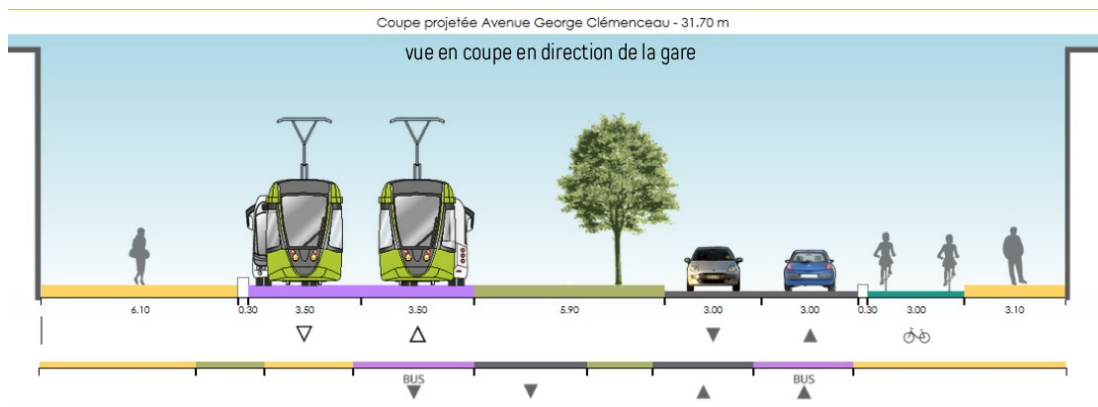 Coupe projetée Avenue George Clémenceau - 31.70 m
vue en coupe en direction de la gare
6.10 0.30 3.50 3.50 5.90 3.00 3.00 0.30 3.00 3.10
BUS BUS